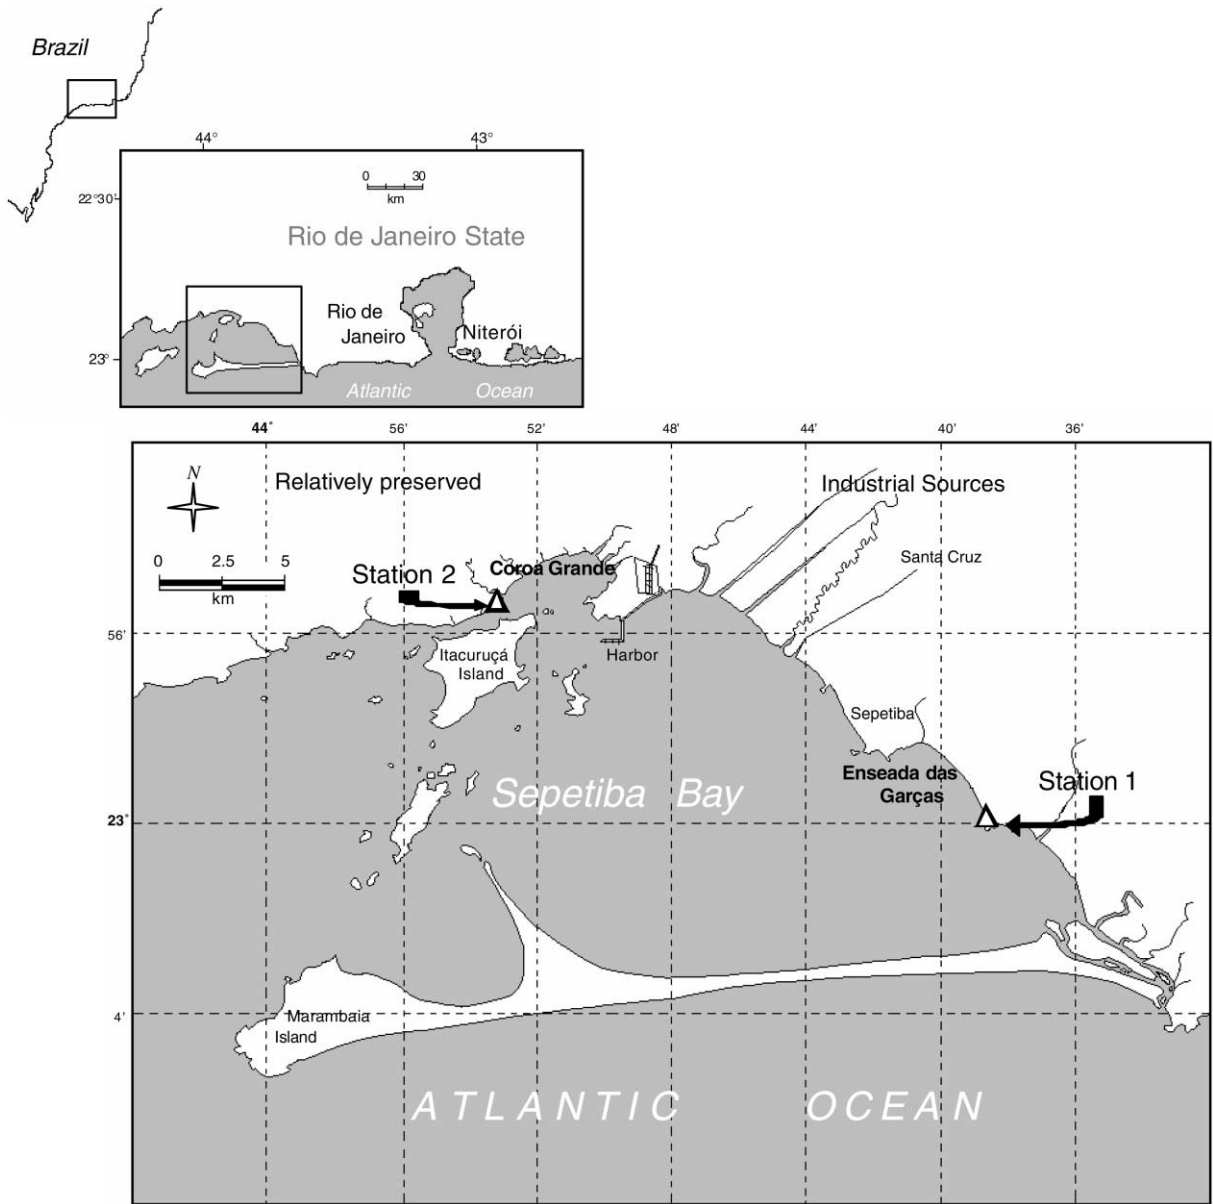 Brazil
44° 43°
0 30
km
22°30'
Rio de Janeiro State
Rio de
Janeiro
Niterói
23°
Atlantic Ocean
44° 56' 52' 48' 44' 40' 36'
N
Relatively preserved
Industrial Sources
0 2.5 5
km
Station 2
Coroa Grande
Santa Cruz
56'
Itacuruçá
Island
Harbor
Sepetiba
Enseada das
Garças
Station 1
Sepetiba Bay
23°
4'
Marambaia
Island
ATLANTIC OCEAN